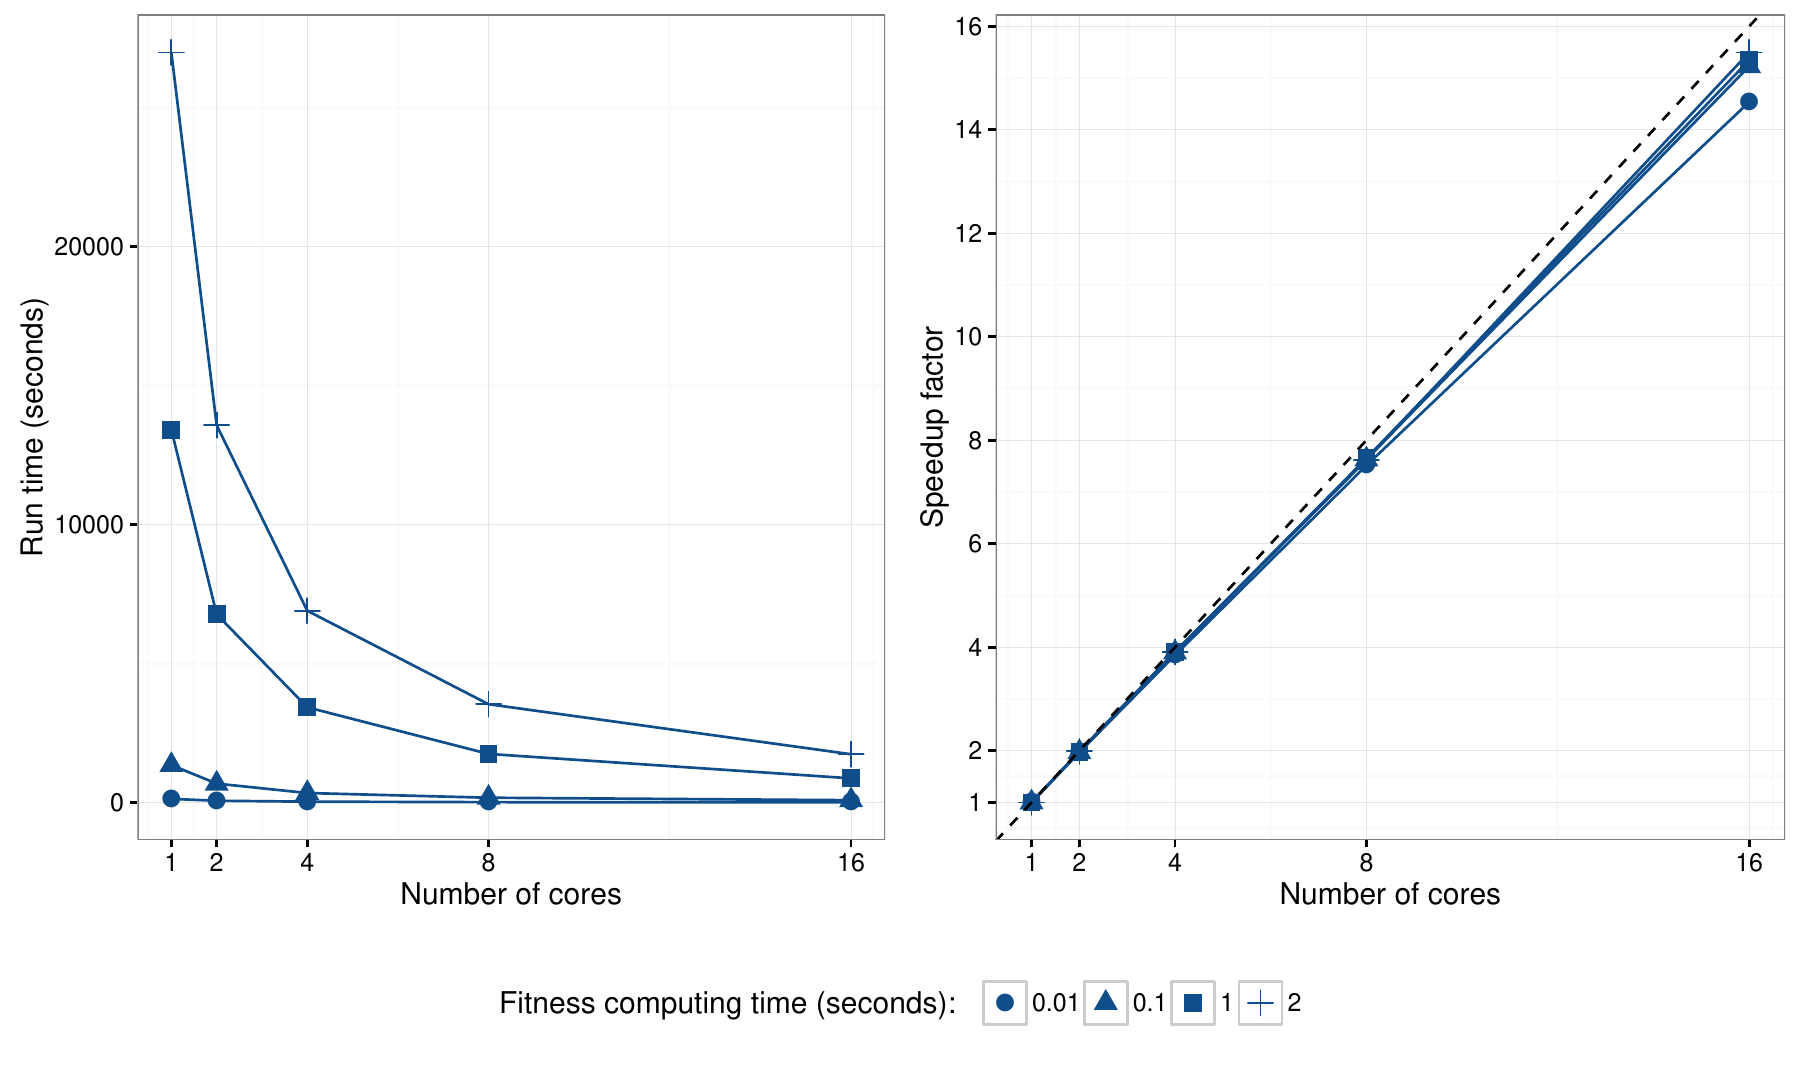 Run time (seconds)
20000
10000
0
1 2 4 8 16
Number of cores
Speedup factor
16
14
12
10
8
6
4
2
1
1 2 4 8 16
Number of cores
Fitness computing time (seconds): 0.01 0.1 1 2